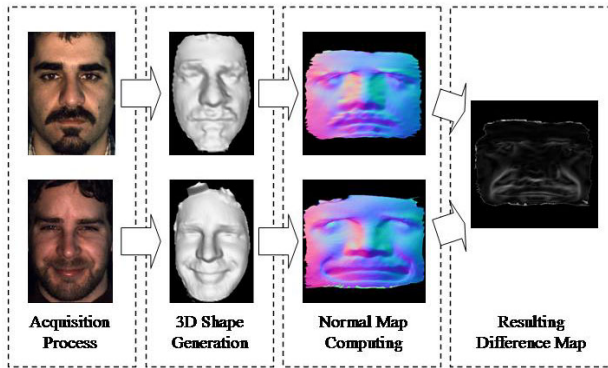 Acquisition
Process
3D Shape
Generation
Normal Map
Computing
Resulting
Difference Map